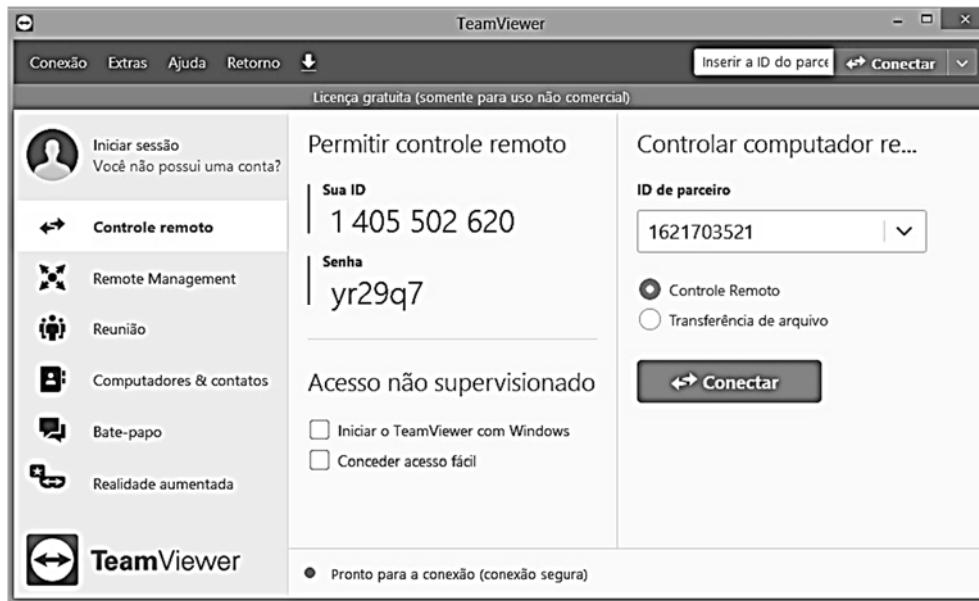 TeamViewer
Conexão Extras Ajuda Retorno
Inserir a ID do parce
Conectar
Licença gratuita (somente para uso não comercial)
Iniciar sessão
Você não possui uma conta?
Controle remoto
Remote Management
Reunião
Computadores & contatos
Bate-papo
Realidade aumentada
TeamViewer
Permitir controle remoto
Sua ID
1 405 502 620
Senha
yr29q7
Acesso não supervisionado
Iniciar o TeamViewer com Windows
Conceder acesso fácil
Controlar computador re...
ID de parceiro
1621703521
Controle Remoto
Transferência de arquivo
Conectar
Pronto para a conexão (conexão segura)